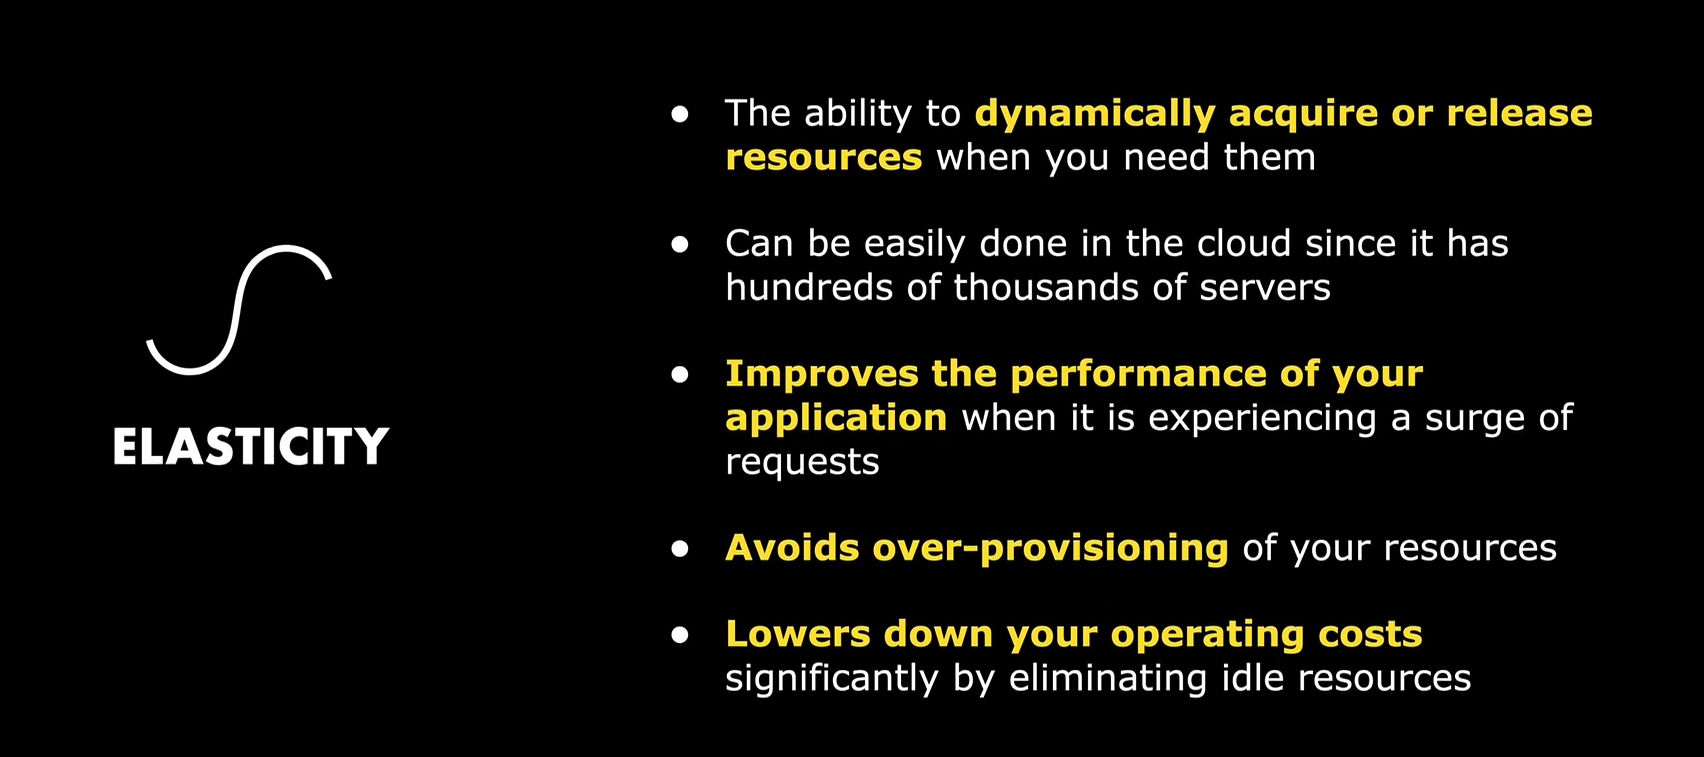 ELASTICITY
● The ability to dynamically acquire or release
resources when you need them
● Can be easily done in the cloud since it has
hundreds of thousands of servers
● Improves the performance of your
application when it is experiencing a surge of
requests
● Avoids over-provisioning of your resources
● Lowers down your operating costs
significantly by eliminating idle resources